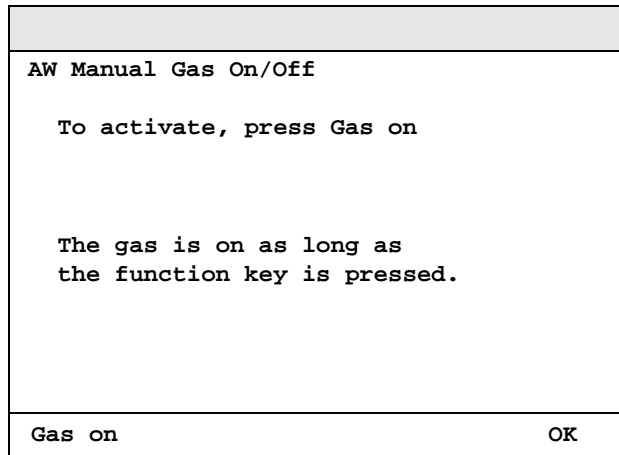 AW Manual Gas On/Off
To activate, press Gas on
The gas is on as long as
the function key is pressed.
Gas on OK